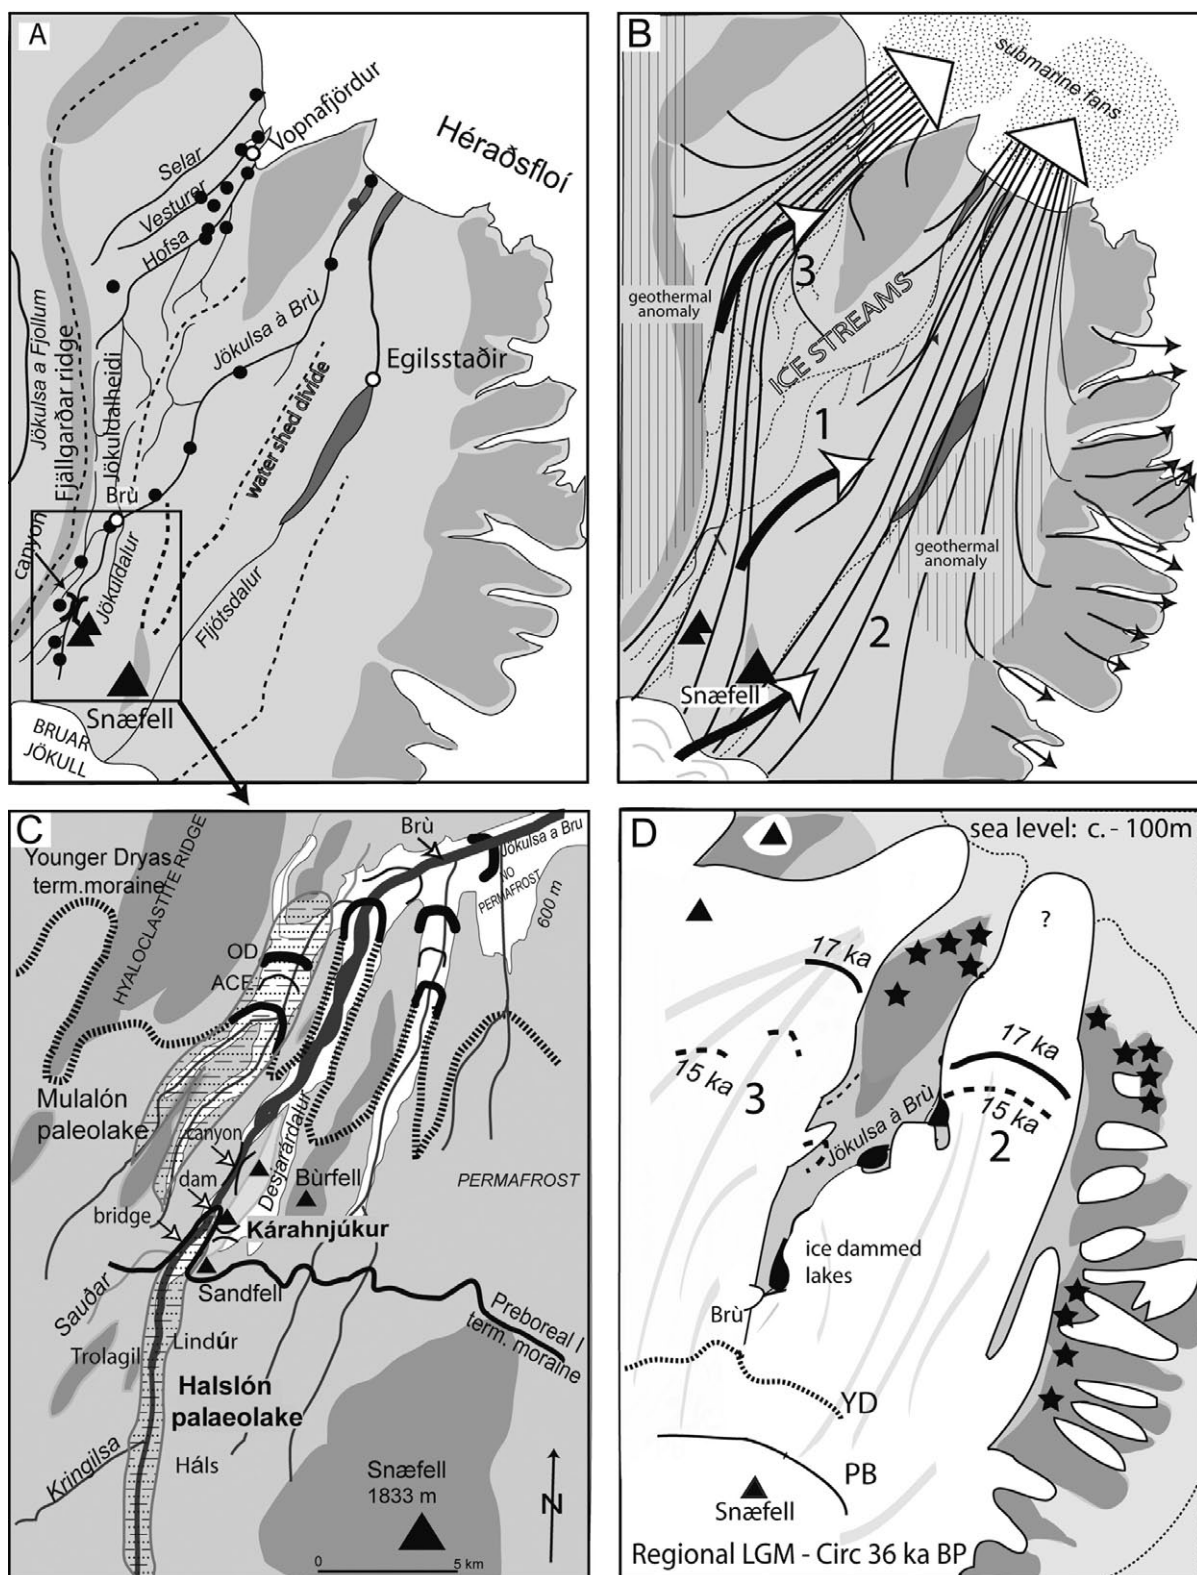 A
Vopnafjördur
Héraðsfloí
Selar
Vesturer
Hofsa
Jökulsa a Fjollum
Fjällgarðar ridge
Jökuldalheidi
Jökulsa à Brù
water shed divide
Egilsstaðir
Brù
canyon
Jökuldalur
Fljótsdalur
Snæfell
BRUAR
JÖKULL
B
submarine fans
geothermal
anomaly
3
ICE STREAMS
1
geothermal
anomaly
2
Snæfell
C
Younger Dryas
term.moraine
HYALOCLASTITE RIDGE
Brù
Jökulsa a Bru
NO
PERMAFROST
600 m
OD
ACE
Mulalón
paleolake
canyon
dam
bridge
Desjarárdalur
Bùrfell
PERMAFROST
Kárahnjúkur
Sandfell
Sauðar
Preboreal I
term. moraine
Trolagil
Lindúr
Halslón
palaeolake
Kringilsa
Háls
Snæfell
1833 m
N
0
5 km
D
sea level: c. - 100m
?
17 ka
15 ka
3
17 ka
15 ka
2
Jökulsa à Brù
ice dammed
lakes
Brù
YD
PB
Snæfell
Regional LGM - Circ 36 ka BP